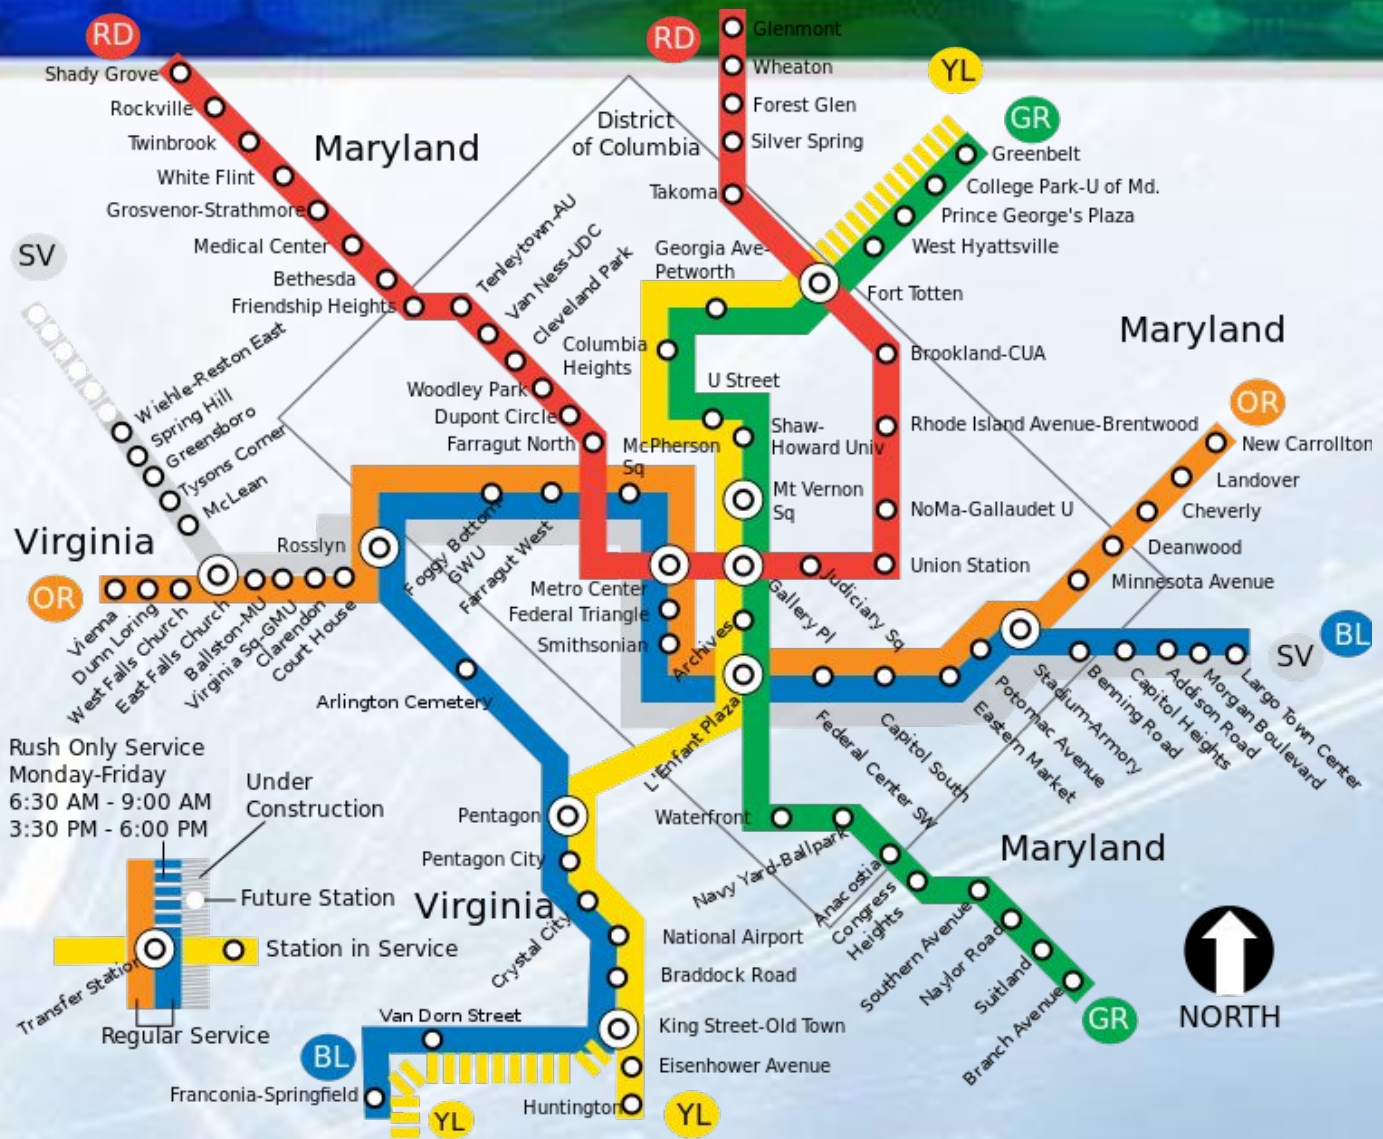 RD
Shady Grove
Rockville
Twinbrook
White Flint
Grosvenor-Strathmore
Medical Center
Bethesda
Friendship Heights
Maryland
District
of Columbia
RD
Glenmont
Wheaton
Forest Glen
Silver Spring
Takoma
YL
GR
Greenbelt
College Park-U of Md.
Prince George's Plaza
West Hyattsville
Fort Totten
Georgia Ave-
Petworth
Tenleytown-AU
Van Ness-UDC
Cleveland Park
Woodley Park
Dupont Circle
Farragut North
Columbia
Heights
U Street
Shaw-
Howard Univ
McPherson
Sq
Mt Vernon
Sq
Maryland
Brookland-CUA
Rhode Island Avenue-Brentwood
NoMa-Gallaudet U
Union Station
OR
New Carrollton
Landover
Cheverly
Deanwood
Minnesota Avenue
SV
Wiehle-Reston East
Spring Hill
Greensboro
Tysons Corner
McLean
Virginia
OR
Vienna
Dunn Loring
West Falls Church
East Falls Church
Ballston-MU
Virginia Sq-GMU
Clarendon
Court House
Rosslyn
Foggy Bottom
GWU
Farragut West
Metro Center
Federal Triangle
Smithsonian
Archives
Gallery Pl
Judiciary Sq
L'Enfant Plaza
Federal Center SW
Capitol South
Eastern Market
Potomac Avenue
Stadium-Armory
Benning Road
Capitol Heights
Addison Road
Morgan Boulevard
Largo Town Center
SV
BL
Arlington Cemetery
Pentagon
Pentagon City
Crystal City
Virginia
National Airport
Braddock Road
King Street-Old Town
Eisenhower Avenue
Huntington
YL
Van Dorn Street
BL
Franconia-Springfield
YL
Waterfront
Navy Yard-Ballpark
Anacostia
Congress
Heights
Southern Avenue
Naylor Road
Suitland
Branch Avenue
GR
Maryland
NORTH
Rush Only Service
Monday-Friday
6:30 AM - 9:00 AM
3:30 PM - 6:00 PM
Under
Construction
Future Station
Station in Service
Transfer Station
Regular Service